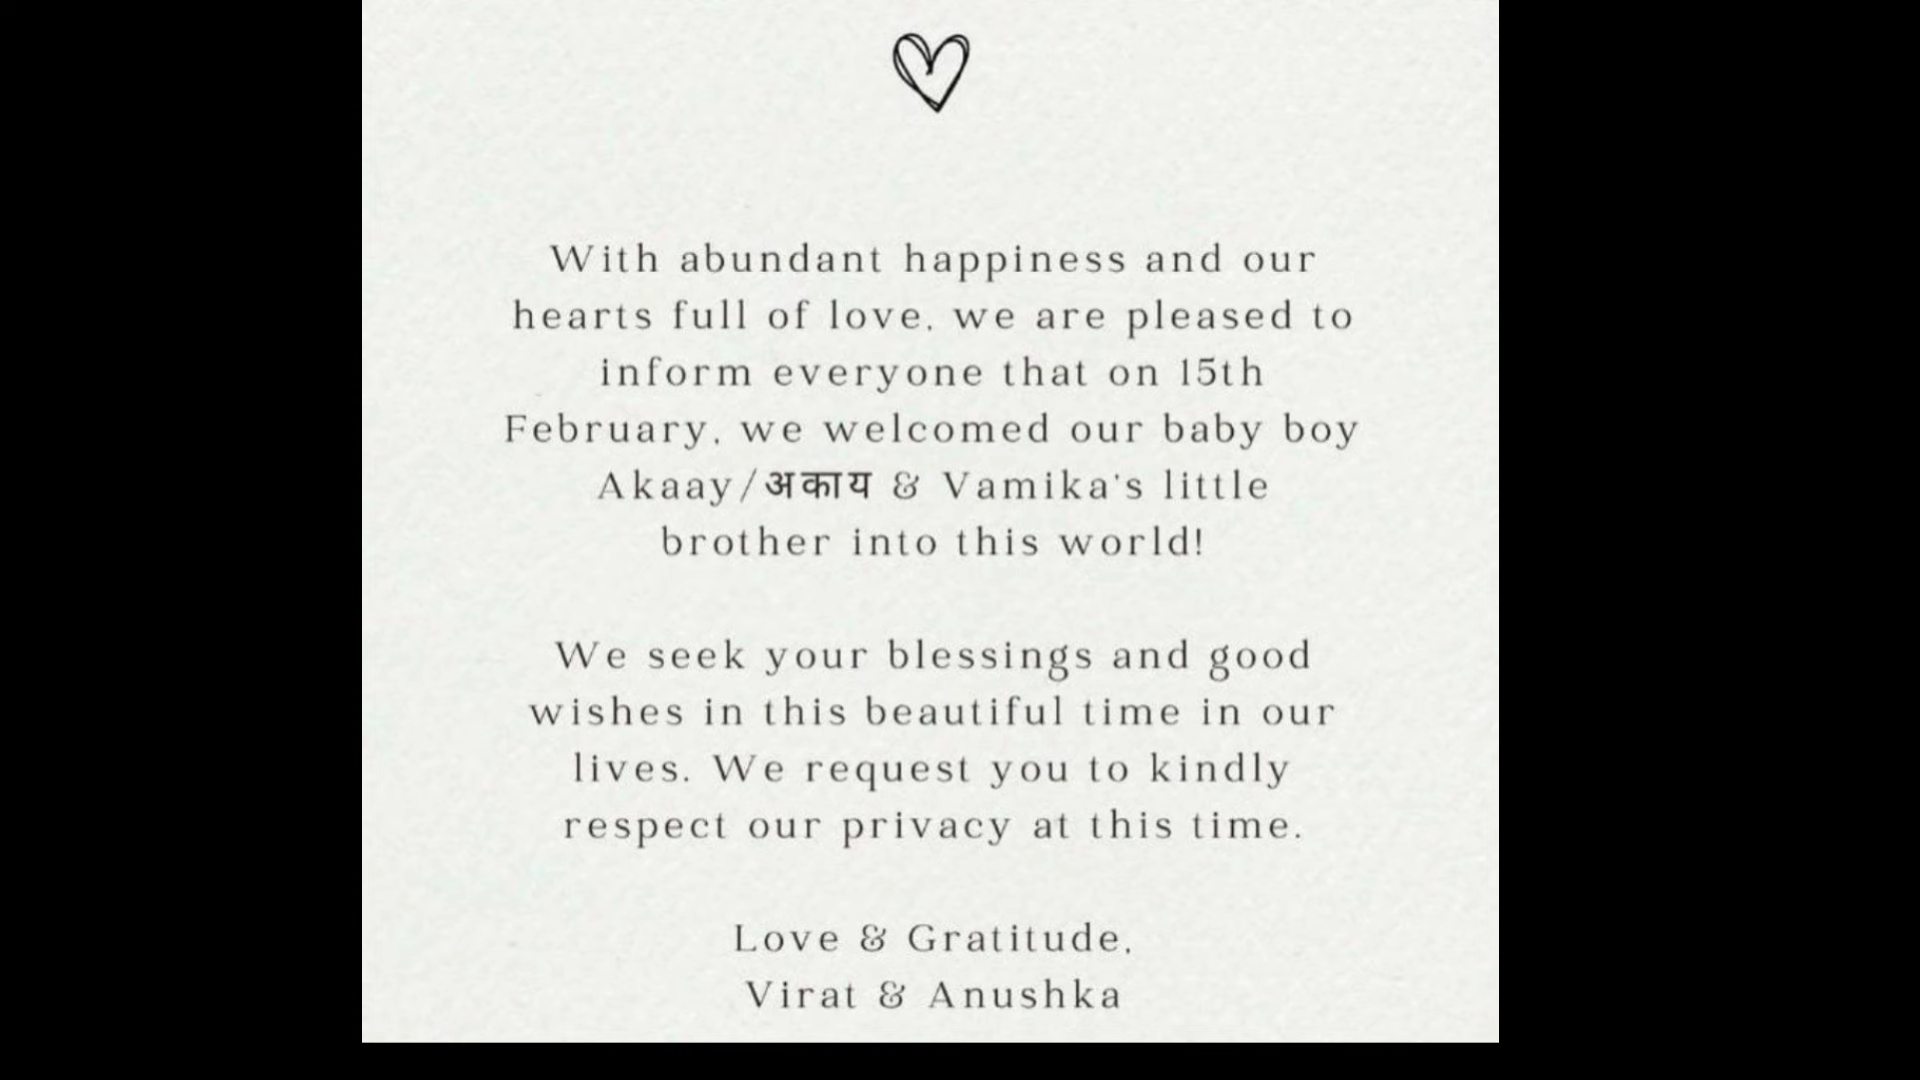 With abundant happiness and our
hearts full of love, we are pleased to
inform everyone that on 15th
February, we welcomed our baby boy
Akaay/अकाय & Vamika's little
brother into this world!
We seek your blessings and good
wishes in this beautiful time in our
lives. We request you to kindly
respect our privacy at this time.
Love & Gratitude,
Virat & Anushka